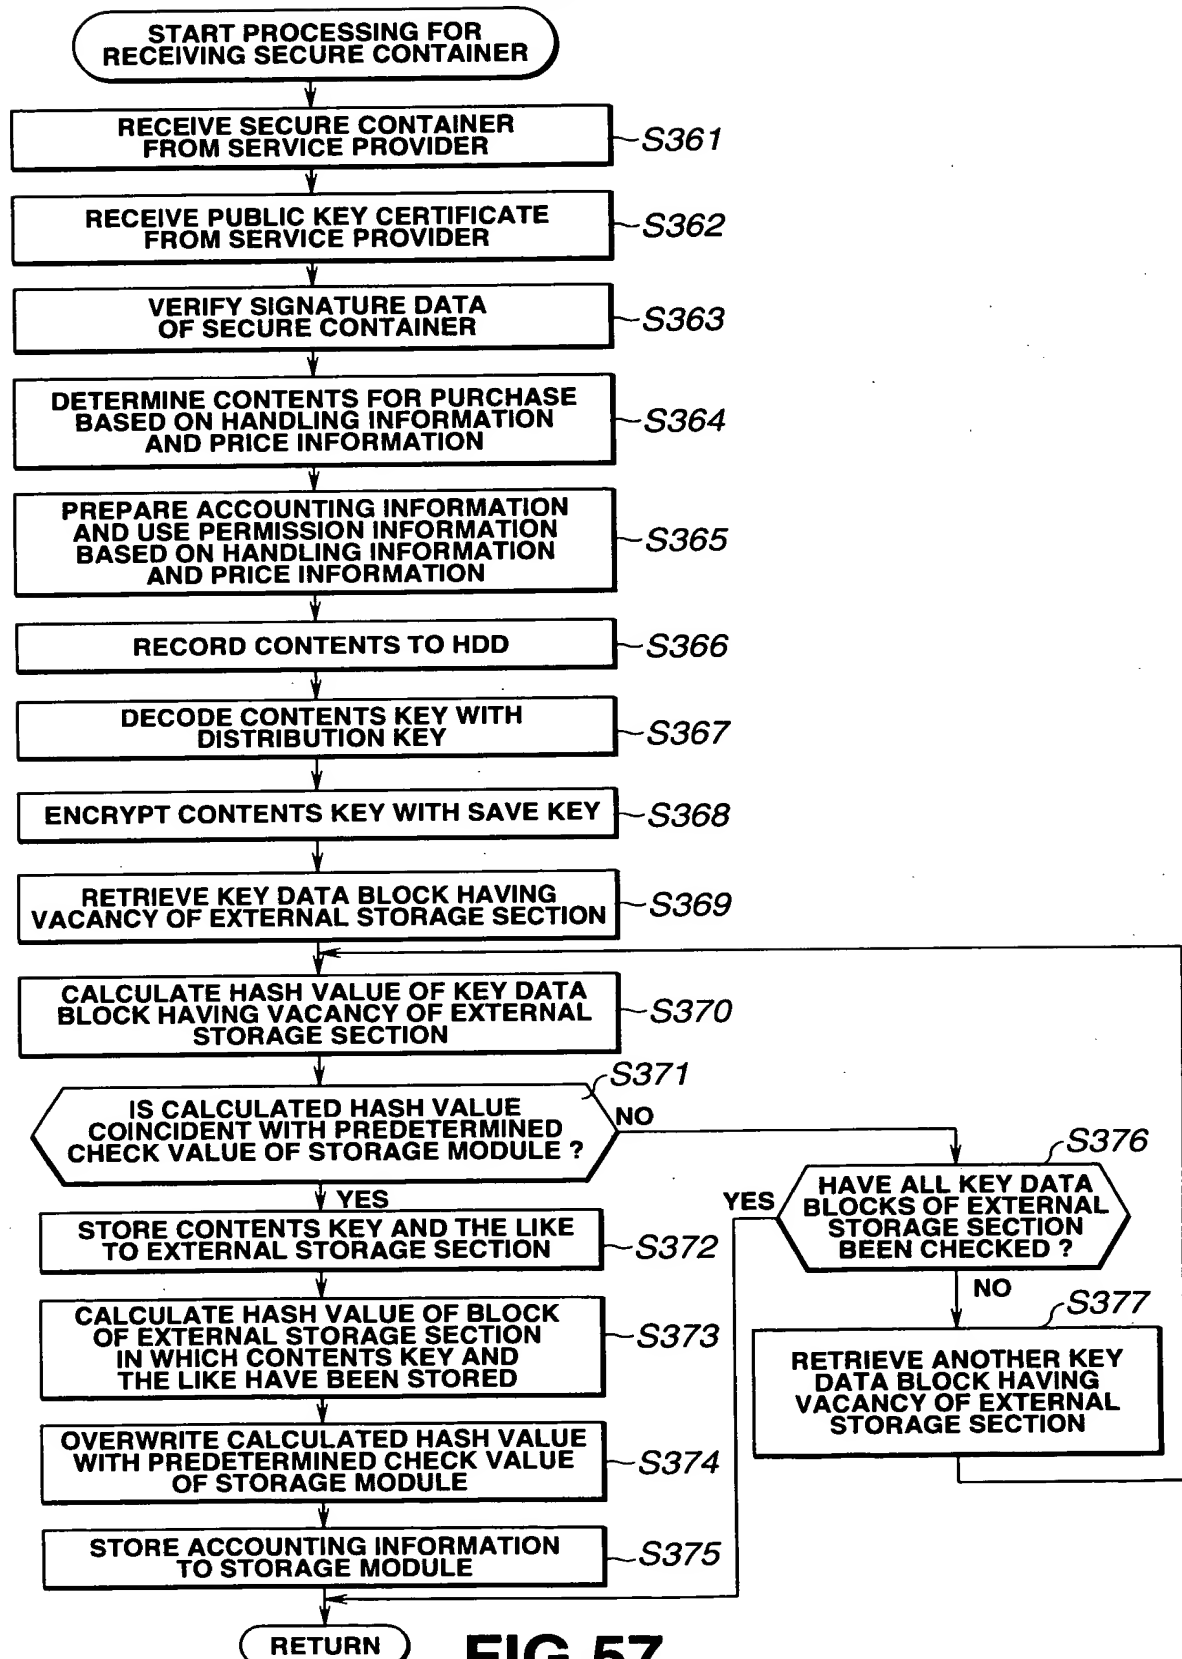 START PROCESSING FOR
RECEIVING SECURE CONTAINER
RECEIVE SECURE CONTAINER
FROM SERVICE PROVIDER
S361
RECEIVE PUBLIC KEY CERTIFICATE
FROM SERVICE PROVIDER
S362
VERIFY SIGNATURE DATA
OF SECURE CONTAINER
S363
DETERMINE CONTENTS FOR PURCHASE
BASED ON HANDLING INFORMATION
AND PRICE INFORMATION
S364
PREPARE ACCOUNTING INFORMATION
AND USE PERMISSION INFORMATION
BASED ON HANDLING INFORMATION
AND PRICE INFORMATION
S365
RECORD CONTENTS TO HDD
S366
DECODE CONTENTS KEY WITH
DISTRIBUTION KEY
S367
ENCRYPT CONTENTS KEY WITH SAVE KEY
S368
RETRIEVE KEY DATA BLOCK HAVING
VACANCY OF EXTERNAL STORAGE SECTION
S369
CALCULATE HASH VALUE OF KEY DATA
BLOCK HAVING VACANCY OF EXTERNAL
STORAGE SECTION
S370
S371
IS CALCULATED HASH VALUE
COINCIDENT WITH PREDETERMINED
CHECK VALUE OF STORAGE MODULE ?
NO
YES
S376
HAVE ALL KEY DATA
BLOCKS OF EXTERNAL
STORAGE SECTION
BEEN CHECKED ?
YES
NO
STORE CONTENTS KEY AND THE LIKE
TO EXTERNAL STORAGE SECTION
S372
S377
RETRIEVE ANOTHER KEY
DATA BLOCK HAVING
VACANCY OF EXTERNAL
STORAGE SECTION
CALCULATE HASH VALUE OF BLOCK
OF EXTERNAL STORAGE SECTION
IN WHICH CONTENTS KEY AND
THE LIKE HAVE BEEN STORED
S373
OVERWRITE CALCULATED HASH VALUE
WITH PREDETERMINED CHECK VALUE
OF STORAGE MODULE
S374
STORE ACCOUNTING INFORMATION
TO STORAGE MODULE
S375
RETURN
FIG.57